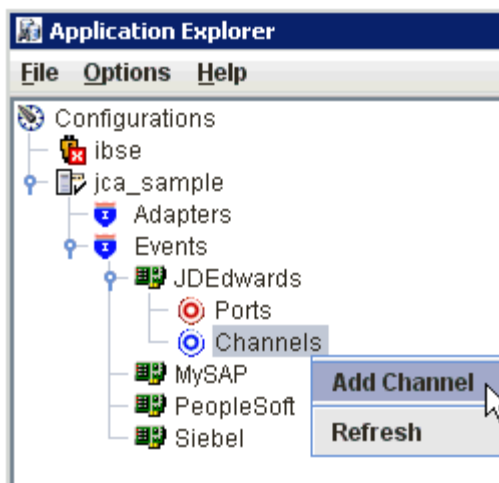 Application Explorer
File Options Help
Configurations
ibse
jca_sample
Adapters
Events
JDEdwards
Ports
Channels
MySAP
Add Channel
PeopleSoft
Siebel
Refresh